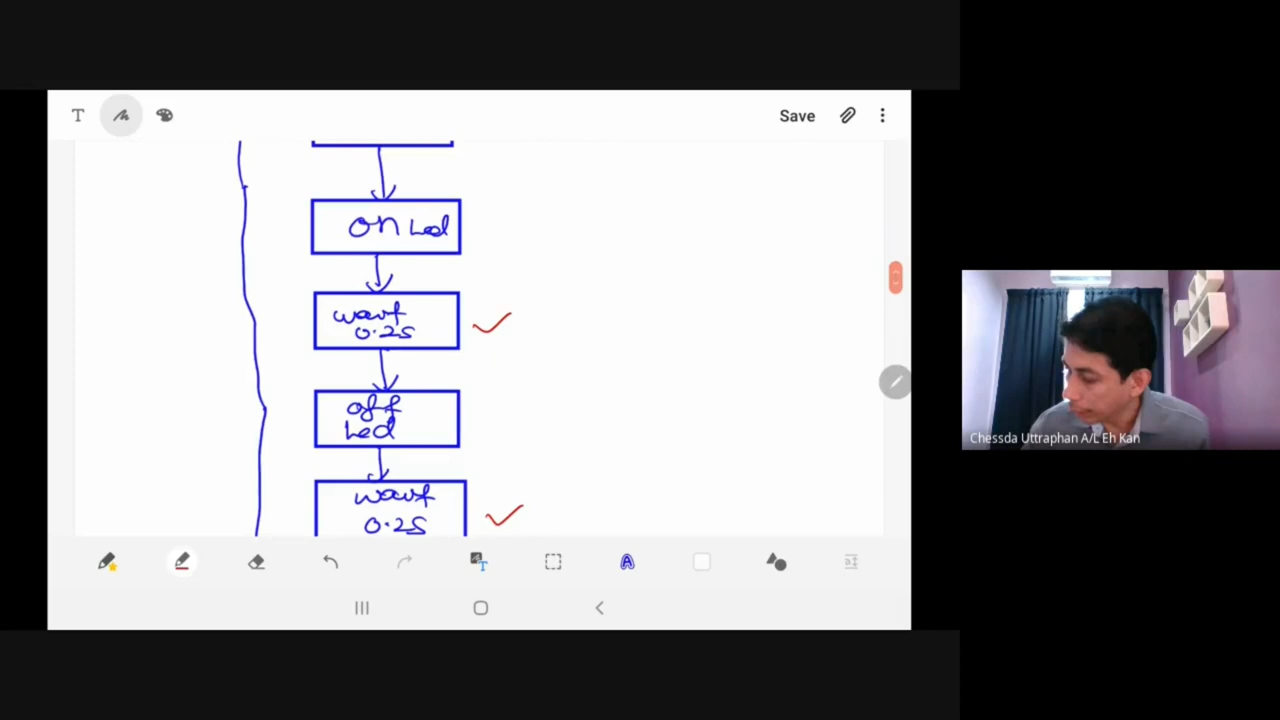 T
Save
ON Led
wait
0.2s
off
Led
wait
0.2s
A
T
Chessda Uttraphan A/L Eh Kan